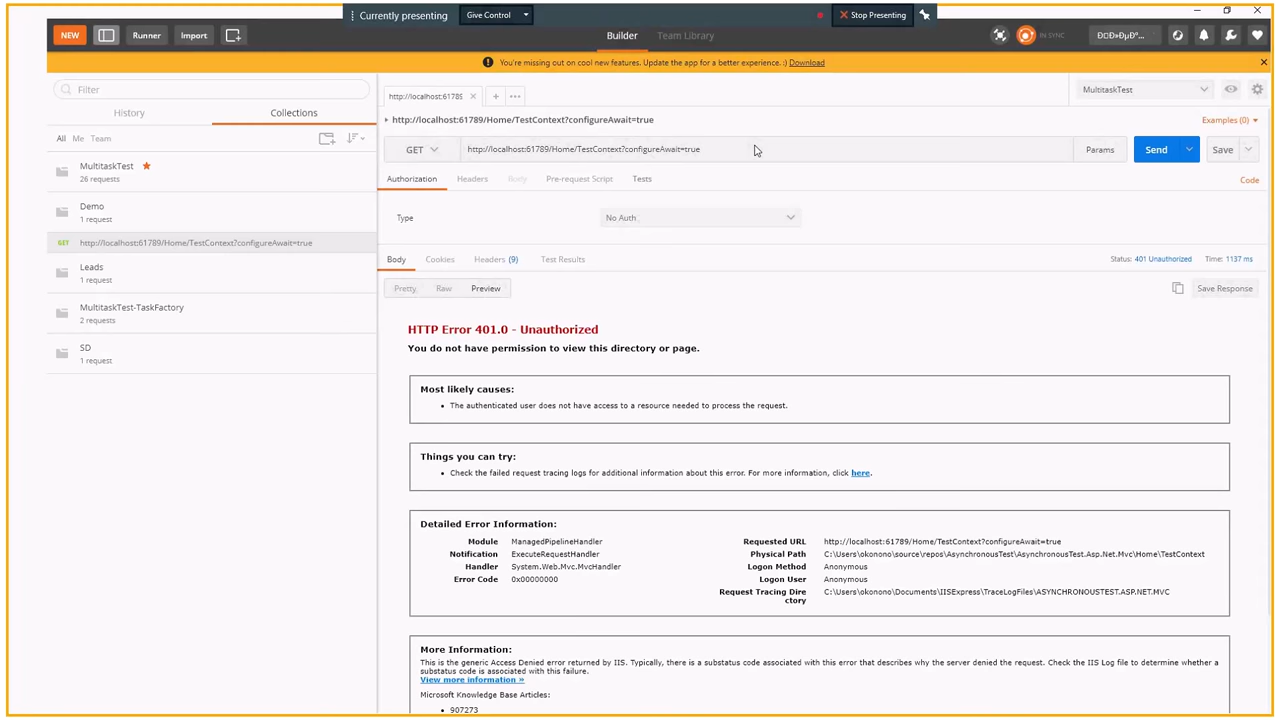 Currently presenting
Give Control
Stop Presenting
NEW
Runner
Import
Builder
Team Library
IN SYNC
Ð¤Ð»ÐµÐ°...
You're missing out on cool new features. Update the app for a better experience. :) Download
Filter
History
Collections
All Me Team
MultitaskTest
26 requests
Demo
1 request
GET http://localhost:61789/Home/TestContext?configureAwait=true
Leads
1 request
MultitaskTest-TaskFactory
2 requests
SD
1 request
http://localhost:61789
MultitaskTest
http://localhost:61789/Home/TestContext?configureAwait=true
Examples (0)
GET
http://localhost:61789/Home/TestContext?configureAwait=true
Params
Send
Save
Authorization
Headers
Body
Pre-request Script
Tests
Code
Type
No Auth
Body
Cookies
Headers (9)
Test Results
Status: 401 Unauthorized
Time: 1137 ms
Pretty
Raw
Preview
Save Response
HTTP Error 401.0 - Unauthorized
You do not have permission to view this directory or page.
Most likely causes:
• The authenticated user does not have access to a resource needed to process the request.
Things you can try:
• Check the failed request tracing logs for additional information about this error. For more information, click here.
Detailed Error Information:
Module ManagedPipelineHandler
Notification ExecuteRequestHandler
Handler System.Web.Mvc.MvcHandler
Error Code 0x00000000
Requested URL http://localhost:61789/Home/TestContext?configureAwait=true
Physical Path C:\Users\okonono\source\repos\AsynchronousTest\AsynchronousTest.Asp.Net.Mvc\Home\TestContext
Logon Method Anonymous
Logon User Anonymous
Request Tracing Dire C:\Users\okonono\Documents\IISExpress\TraceLogFiles\ASYNCHRONOUSTEST.ASP.NET.MVC
ctory
More Information:
This is the generic Access Denied error returned by IIS. Typically, there is a substatus code associated with this error that describes why the server denied the request. Check the IIS Log file to determine whether a
substatus code is associated with this failure.
View more information »
Microsoft Knowledge Base Articles:
• 907273